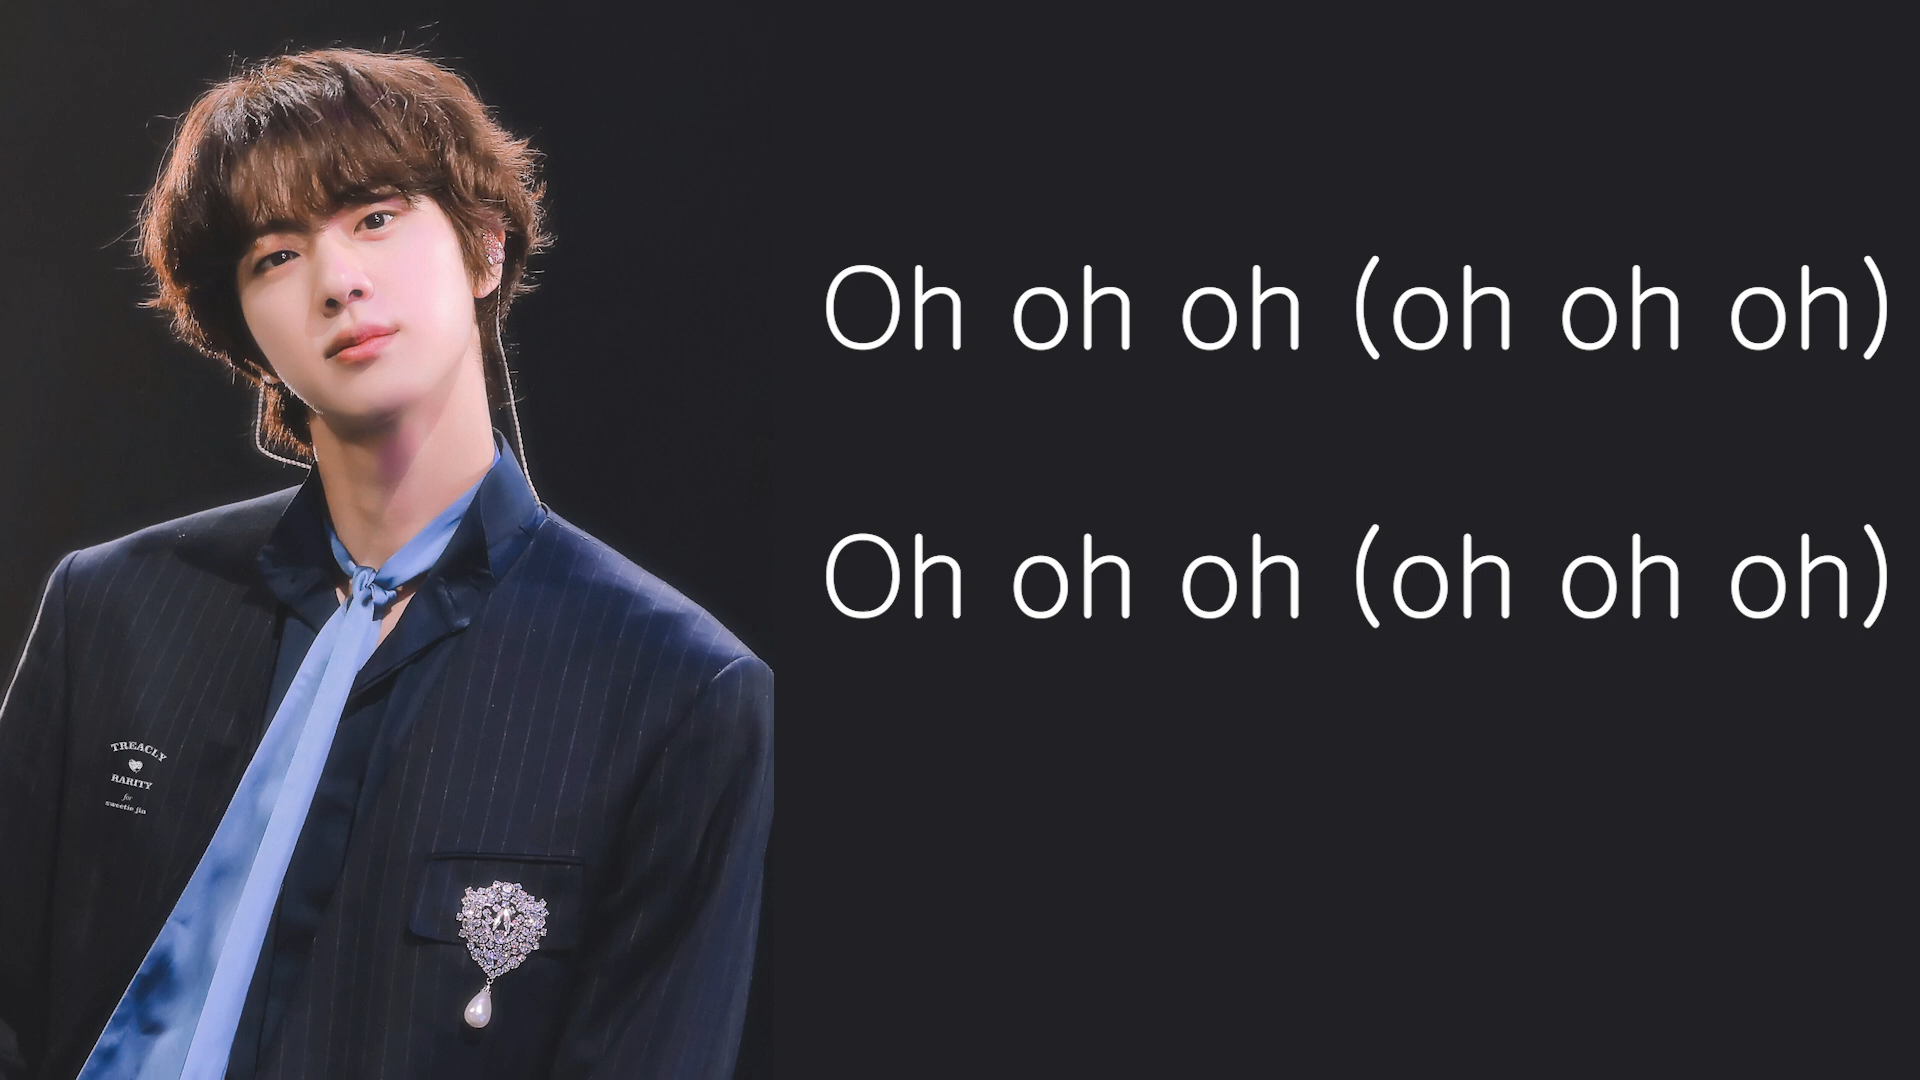 Oh oh oh (oh oh oh)
Oh oh oh (oh oh oh)
TREACLY
RARITY
for
sweetie jin